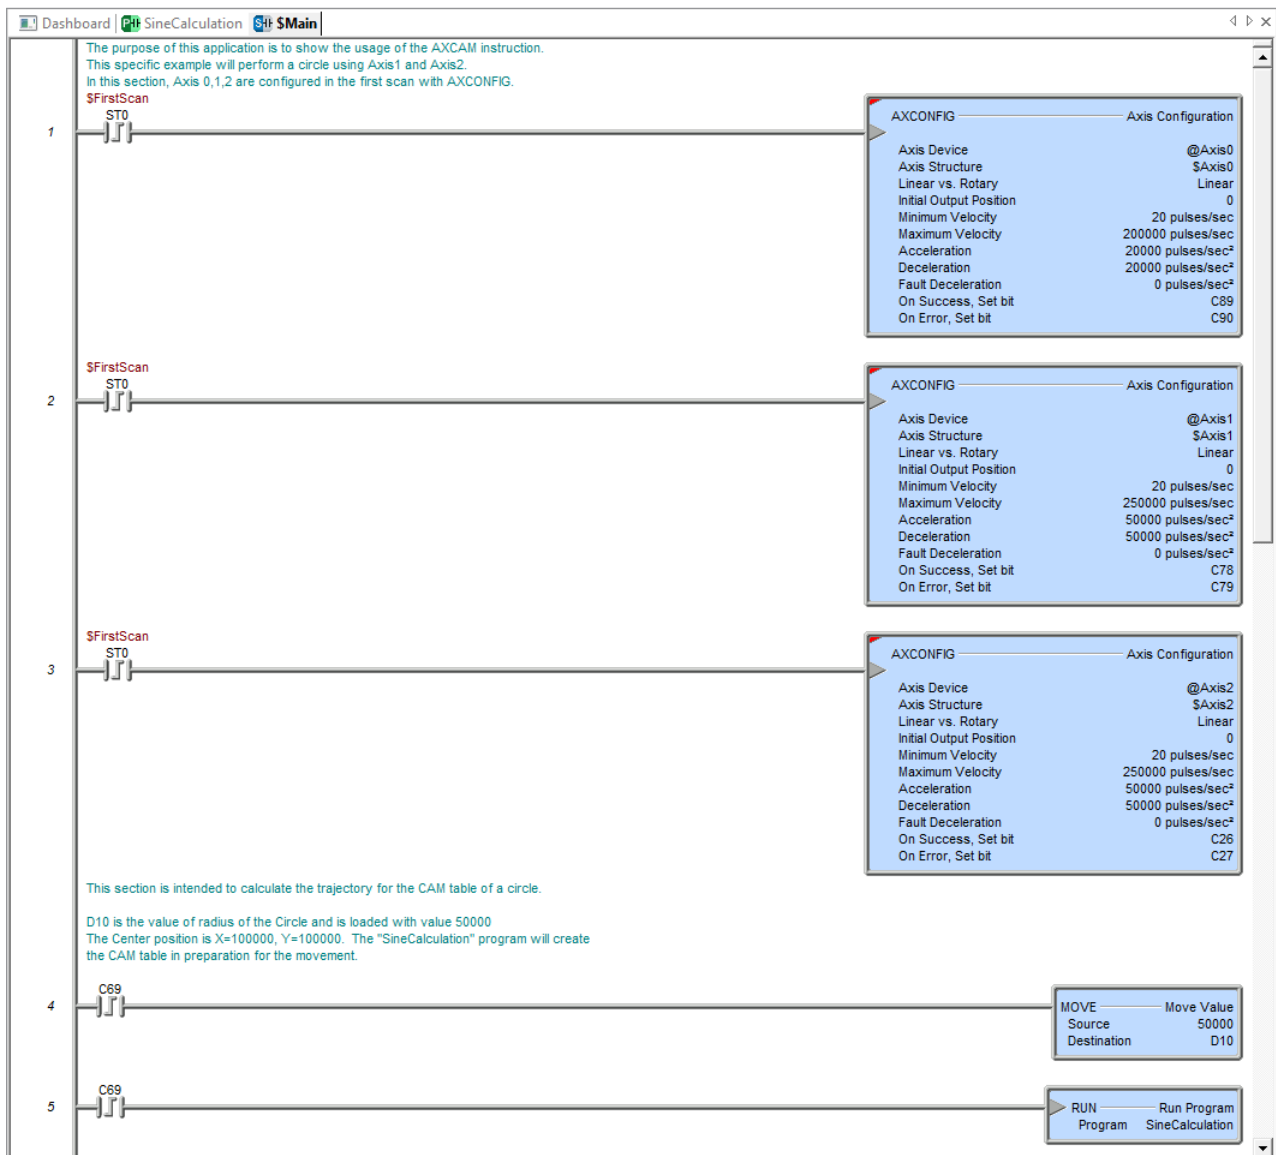 Dashboard SineCalculation $Main
The purpose of this application is to show the usage of the AXCAM instruction.
This specific example will perform a circle using Axis1 and Axis2.
In this section, Axis 0,1,2 are configured in the first scan with AXCONFIG.
$FirstScan
ST0
1
AXCONFIG Axis Configuration
Axis Device @Axis0
Axis Structure $Axis0
Linear vs. Rotary Linear
Initial Output Position 0
Minimum Velocity 20 pulses/sec
Maximum Velocity 200000 pulses/sec
Acceleration 20000 pulses/sec²
Deceleration 20000 pulses/sec²
Fault Deceleration 0 pulses/sec²
On Success, Set bit C89
On Error, Set bit C90
$FirstScan
ST0
2
AXCONFIG Axis Configuration
Axis Device @Axis1
Axis Structure $Axis1
Linear vs. Rotary Linear
Initial Output Position 0
Minimum Velocity 20 pulses/sec
Maximum Velocity 250000 pulses/sec
Acceleration 50000 pulses/sec²
Deceleration 50000 pulses/sec²
Fault Deceleration 0 pulses/sec²
On Success, Set bit C78
On Error, Set bit C79
$FirstScan
ST0
3
AXCONFIG Axis Configuration
Axis Device @Axis2
Axis Structure $Axis2
Linear vs. Rotary Linear
Initial Output Position 0
Minimum Velocity 20 pulses/sec
Maximum Velocity 250000 pulses/sec
Acceleration 50000 pulses/sec²
Deceleration 50000 pulses/sec²
Fault Deceleration 0 pulses/sec²
On Success, Set bit C26
On Error, Set bit C27
This section is intended to calculate the trajectory for the CAM table of a circle.
D10 is the value of radius of the Circle and is loaded with value 50000
The Center position is X=100000, Y=100000. The "SineCalculation" program will create
the CAM table in preparation for the movement.
C69
4
MOVE Move Value
Source 50000
Destination D10
C69
5
RUN Run Program
Program SineCalculation